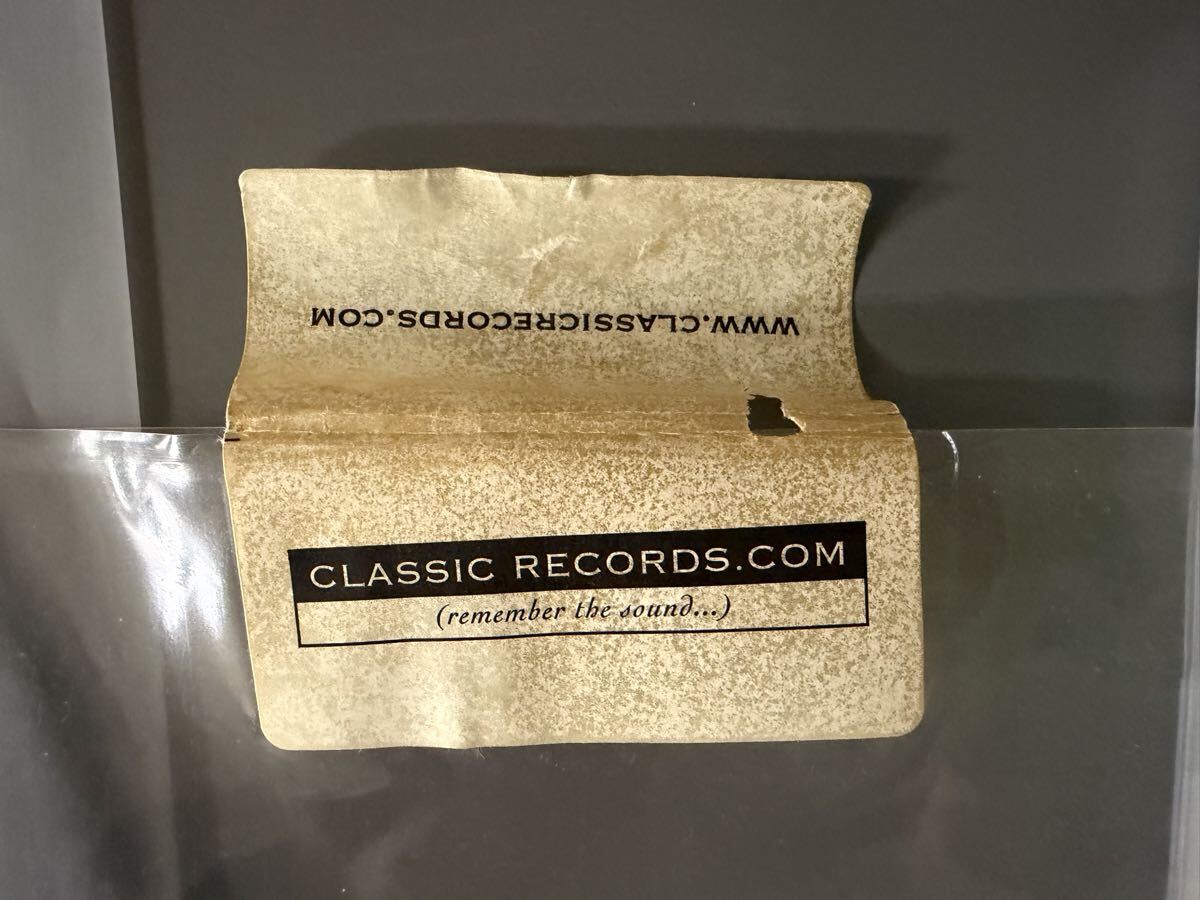 WWW.CLASSICRECORDS.COM
CLASSIC RECORDS.COM
(remember the sound...)